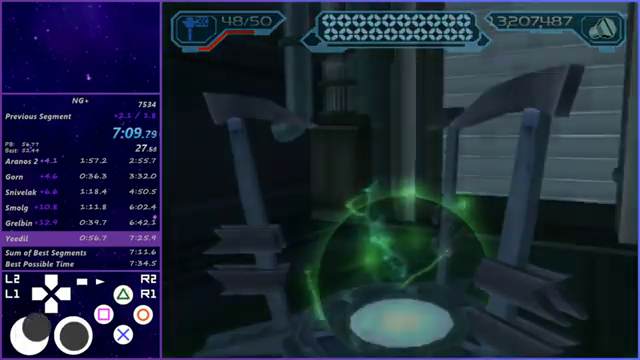 NG+
7534
Previous Segment +2.1 / 1.8
7:09.79
PB: 56.77
Best: 52.44
27.55
Aranos 2 +4.1 1:57.2 2:55.7
Gorn +4.6 0:36.3 3:32.0
Snivelak +6.6 1:18.4 4:50.5
Smolg +10.8 1:11.8 6:02.4
Grelbin +12.9 0:39.7 6:42.1
Yeedil 0:56.7 7:25.9
Sum of Best Segments 7:11.6
Best Possible Time 7:34.5
L2 R2
L1 R1
48/50
3207487